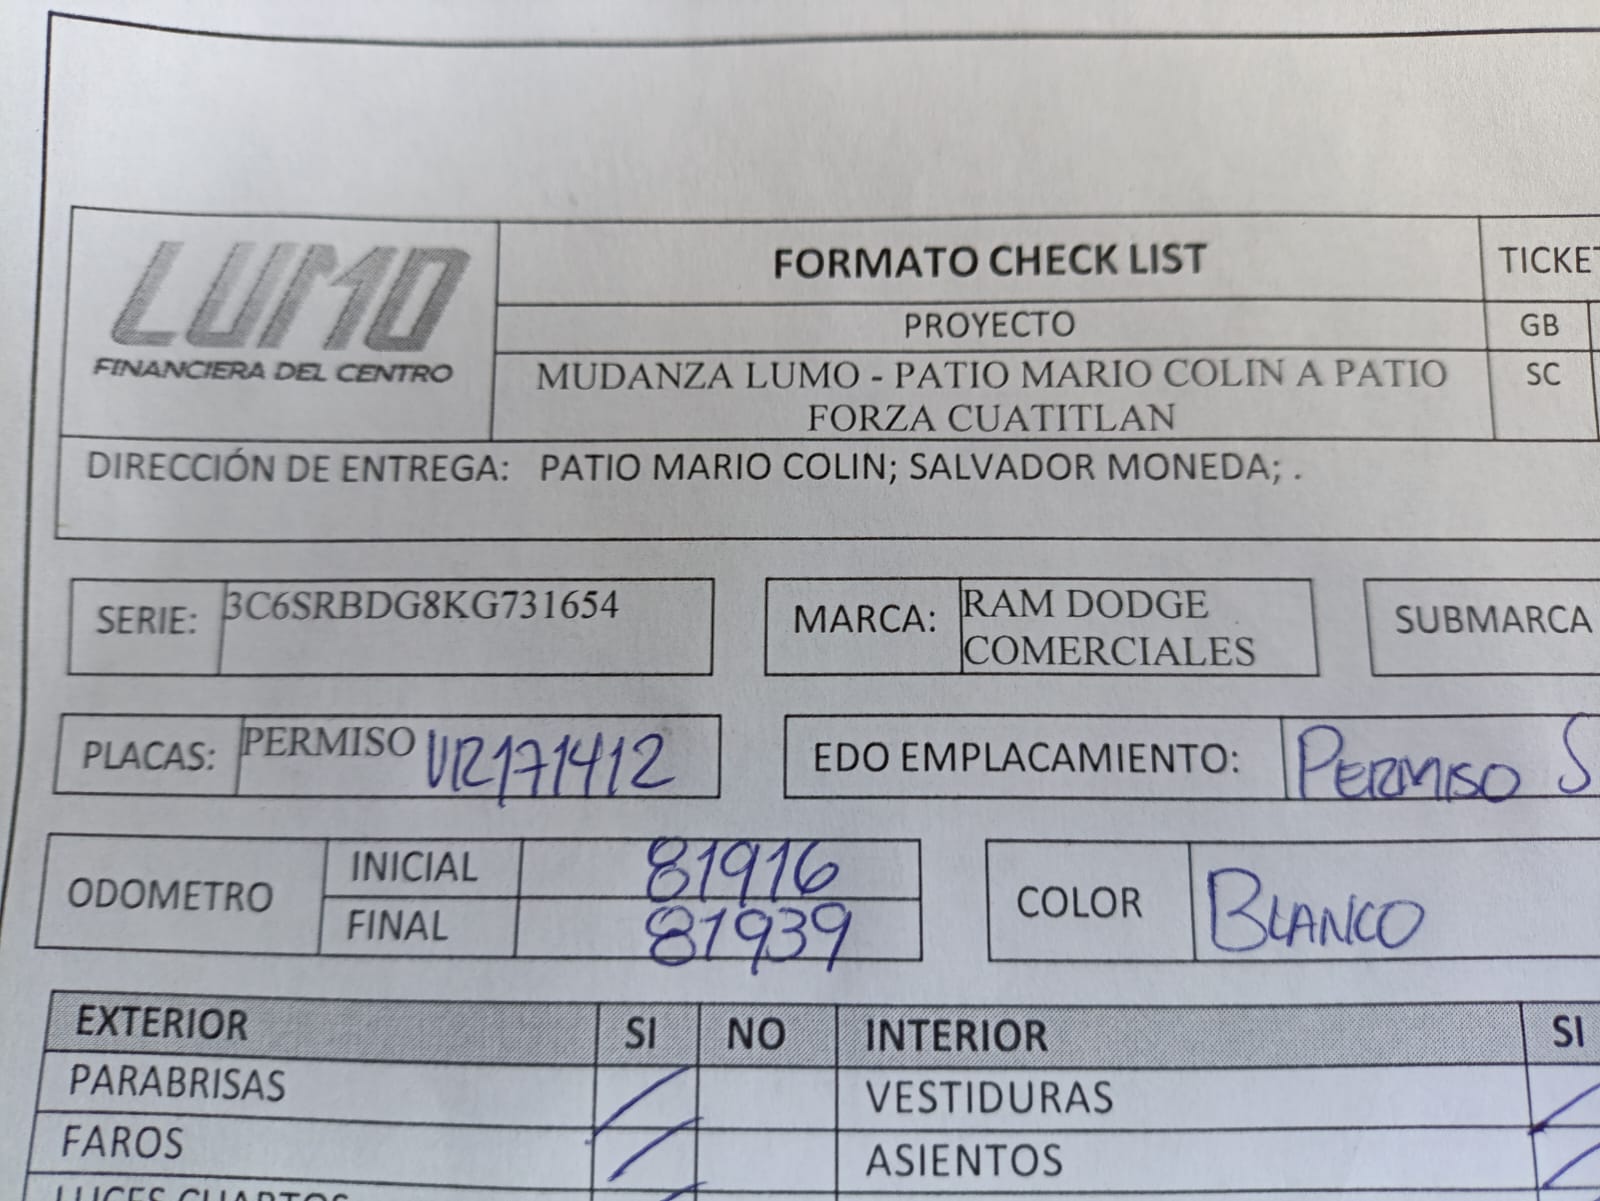 LUMO
FINANCIERA DEL CENTRO
FORMATO CHECK LIST
TICKET
PROYECTO
GB
MUDANZA LUMO - PATIO MARIO COLIN A PATIO
FORZA CUATITLAN
SC
DIRECCIÓN DE ENTREGA: PATIO MARIO COLIN; SALVADOR MONEDA; .
SERIE: 3C6SRBDG8KG731654
MARCA: RAM DODGE
COMERCIALES
SUBMARCA
PLACAS: PERMISO VR171412
EDO EMPLACAMIENTO: PERMISO S
ODOMETRO
INICIAL 81916
FINAL 81939
COLOR BLANCO
EXTERIOR SI NO INTERIOR SI
PARABRISAS VESTIDURAS
FAROS ASIENTOS
LUCES CUARTOS